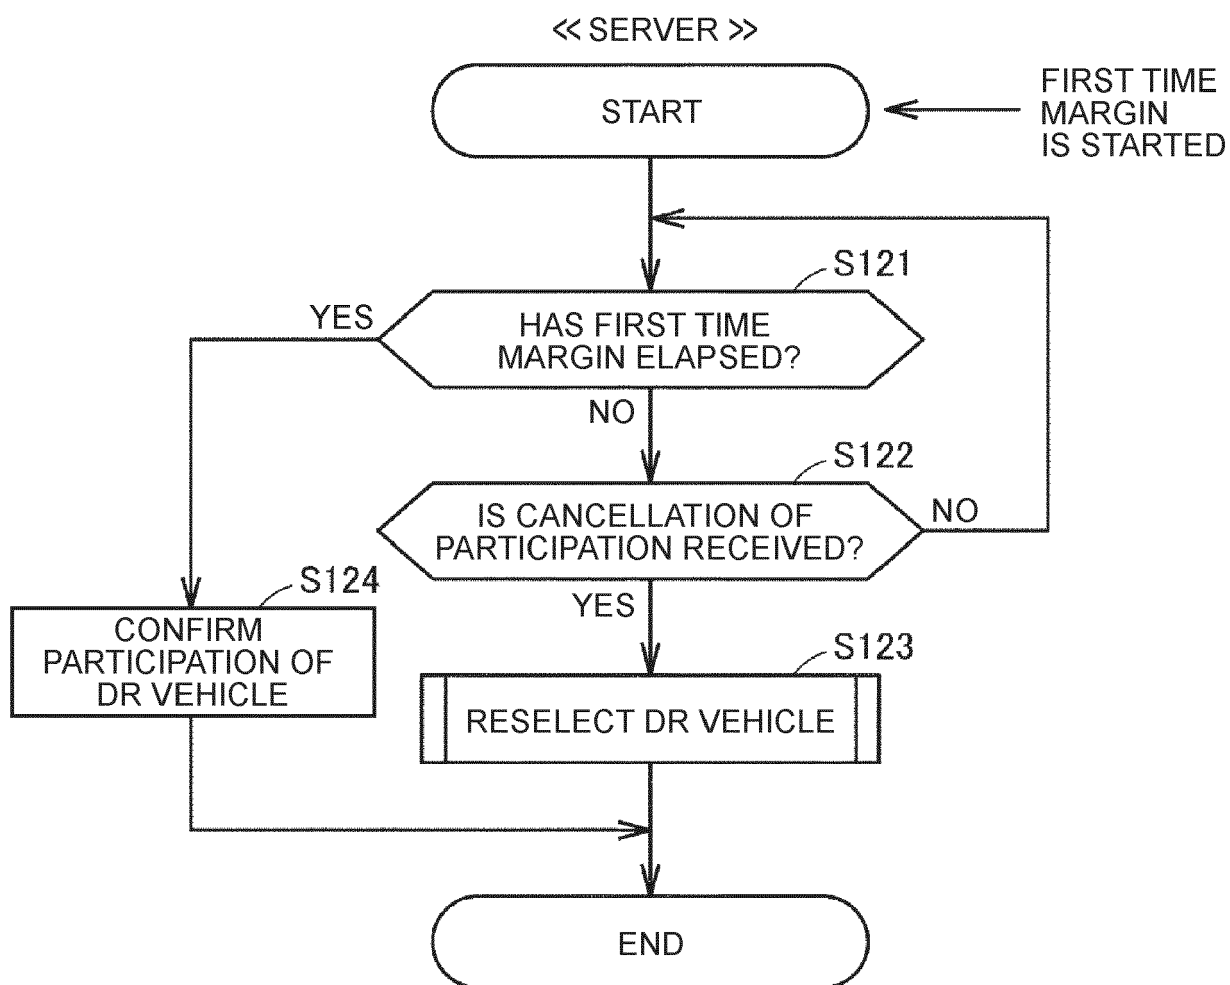 << SERVER >>
START
FIRST TIME
MARGIN
IS STARTED
S121
YES
HAS FIRST TIME
MARGIN ELAPSED?
NO
S122
IS CANCELLATION OF
PARTICIPATION RECEIVED?
NO
YES
S124
CONFIRM
PARTICIPATION OF
DR VEHICLE
S123
RESELECT DR VEHICLE
END